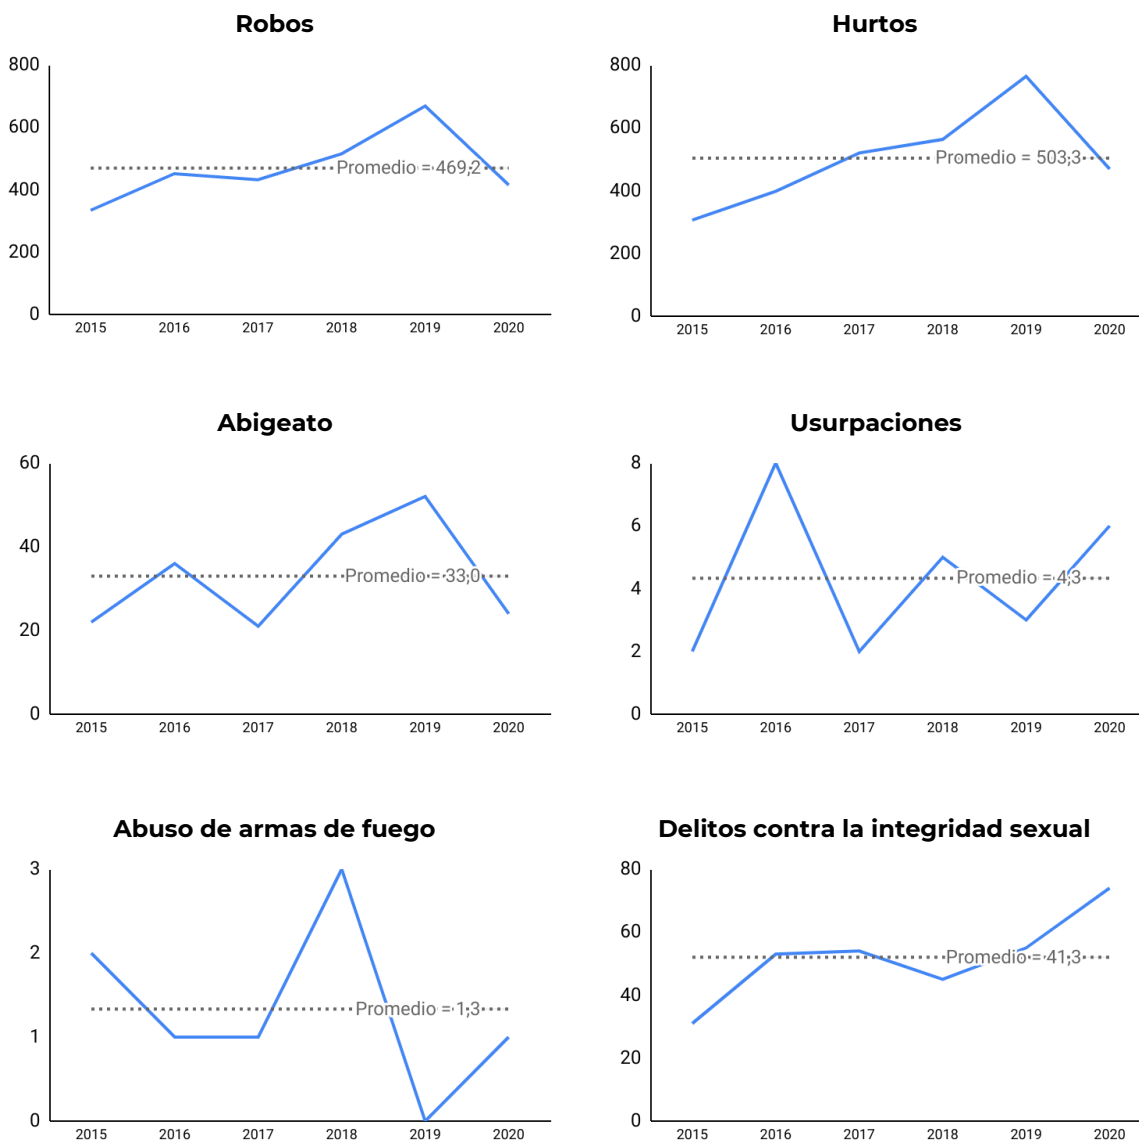 Robos
800
600
400
200
0
Promedio = 469,2
2015 2016 2017 2018 2019 2020
Hurtos
800
600
400
200
0
Promedio = 503,3
2015 2016 2017 2018 2019 2020
Abigeato
60
40
20
0
Promedio = 33,0
2015 2016 2017 2018 2019 2020
Usurpaciones
8
6
4
2
0
Promedio = 4,3
2015 2016 2017 2018 2019 2020
Abuso de armas de fuego
3
2
1
0
Promedio = 1,3
2015 2016 2017 2018 2019 2020
Delitos contra la integridad sexual
80
60
40
20
0
Promedio = 41,3
2015 2016 2017 2018 2019 2020